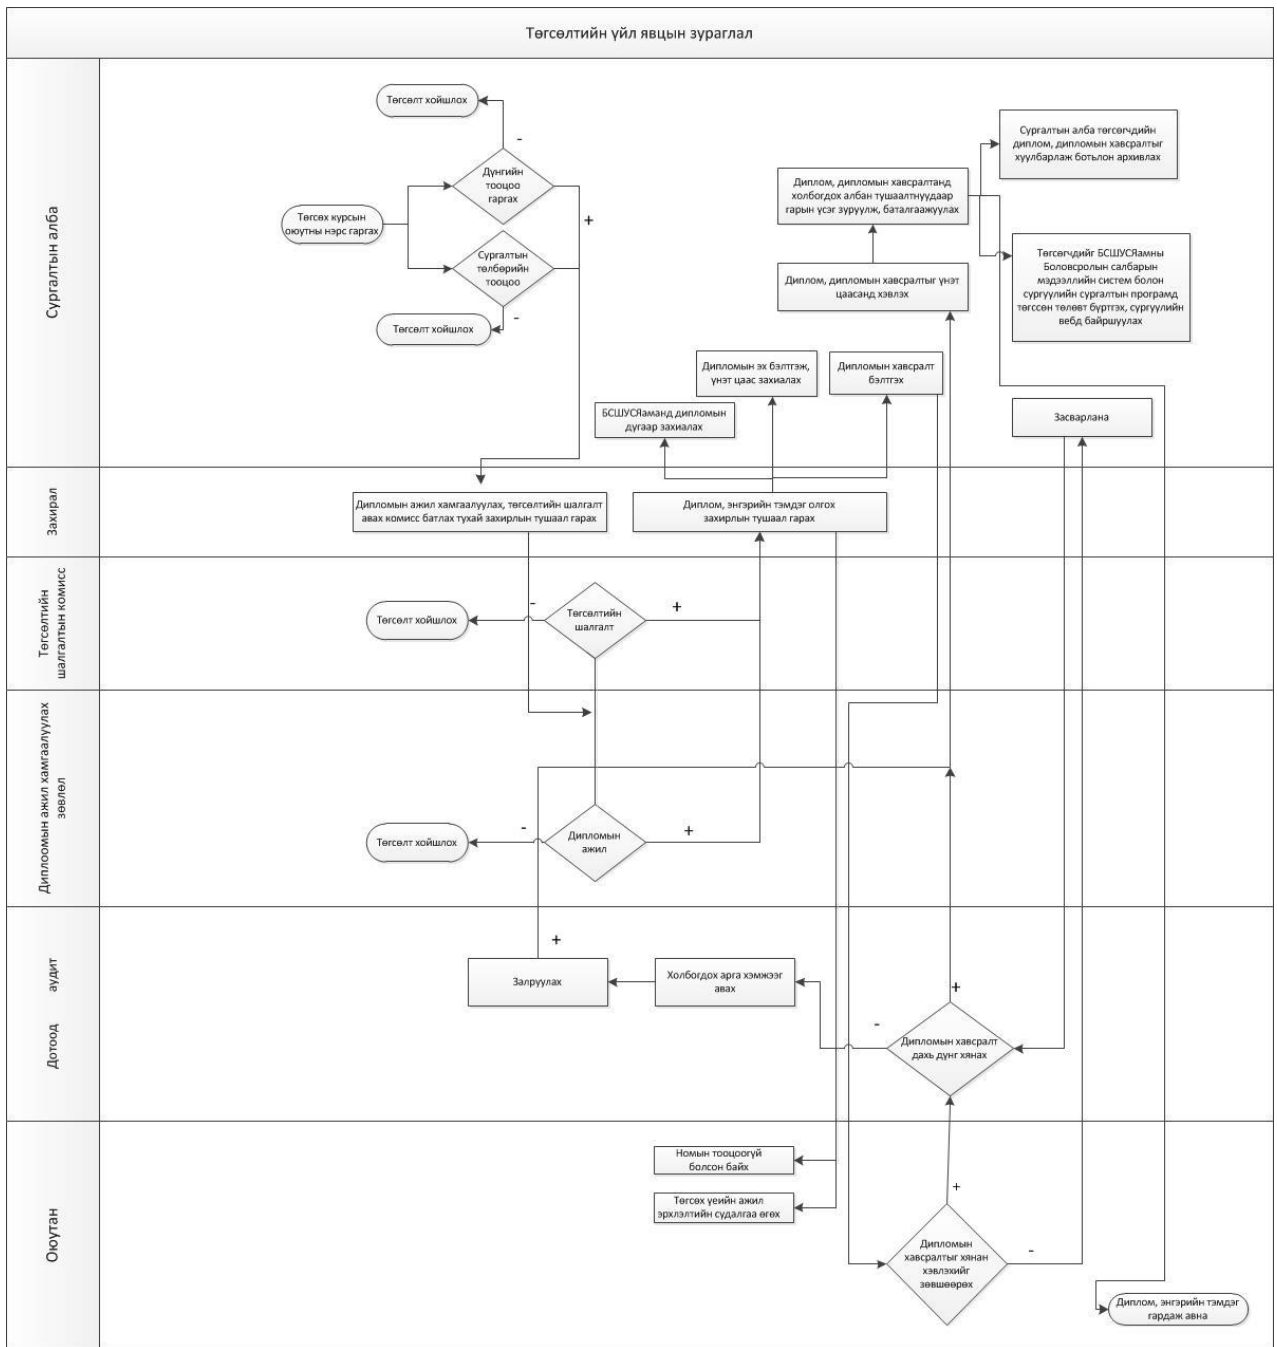 Төгсөлтийн үйл явцын зураглал
Сургалтын алба
Төгсөлт хойшлох
-
Дүнгийн
тооцоо
гаргах
Төгсөх курсын
оюутны нэрс гаргах
+
Сургалтын
төлбөрийн
тооцоо
-
Төгсөлт хойшлох
Сургалтын алба төгсөгчдийн
диплом, дипломын хавсралтыг
хуулбарлаж ботьлон архивлах
Диплом, дипломын хавсралтанд
холбогдох албан тушаалтнуудаар
гарын үсэг зуруулж, баталгаажуулах
Төгсөгчдийг БСШУСЯамны
Боловсролын салбарын
мэдээллийн систем болон
сургуулийн сургалтын програмд
төгссөн төлөвт бүртгэх, сургуулийн
вебд байршуулах
Диплом, дипломын хавсралтыг үнэт
цаасанд хэвлэх
Дипломын эх бэлтгэж,
үнэт цаас захиалах
Дипломын хавсралт
бэлтгэх
БСШУСЯаманд дипломын
дугаар захиалах
Засварлана
Захирал
Дипломын ажил хамгаалуулах, төгсөлтийн шалгалт
авах комисс батлах тухай захирлын тушаал гарах
Диплом, энгэрийн тэмдэг олгох
захирлын тушаал гарах
Төгсөлтийн
шалгалтын комисс
Төгсөлт хойшлох
-
Төгсөлтийн
шалгалт
+
Диплоомын ажил хамгаалуулах
зөвлөл
Төгсөлт хойшлох
-
Дипломын
ажил
+
Дотоод аудит
+
Залруулах
Холбогдох арга хэмжээг
авах
-
+
Дипломын хавсралт
дахь дүнг хянах
Оюутан
Номын тооцоогүй
болсон байх
Төгсөх үеийн ажил
эрхлэлтийн судалгаа өгөх
+
Дипломын
хавсралтыг хянан
хэвлэхийг
зөвшөөрөх
-
Диплом, энгэрийн тэмдэг
гардаж авна